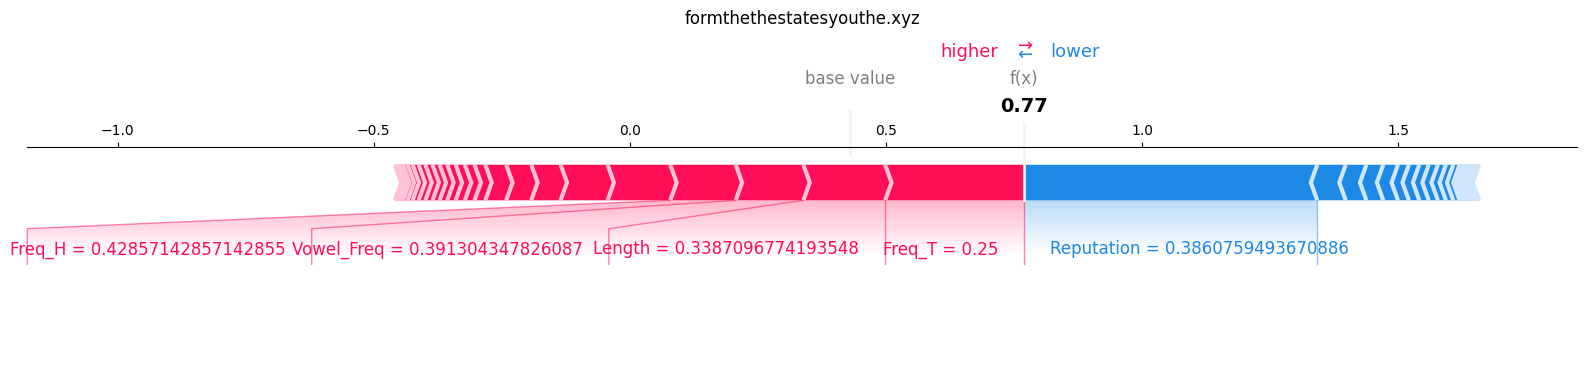 formthethestatesyouthe.xyz
higher → ← lower
base value f(x)
0.77
−1.0 −0.5 0.0 0.5 1.0 1.5
Freq_H = 0.42857142857142855 Vowel_Freq = 0.391304347826087 Length = 0.3387096774193548 Freq_T = 0.25 Reputation = 0.3860759493670886